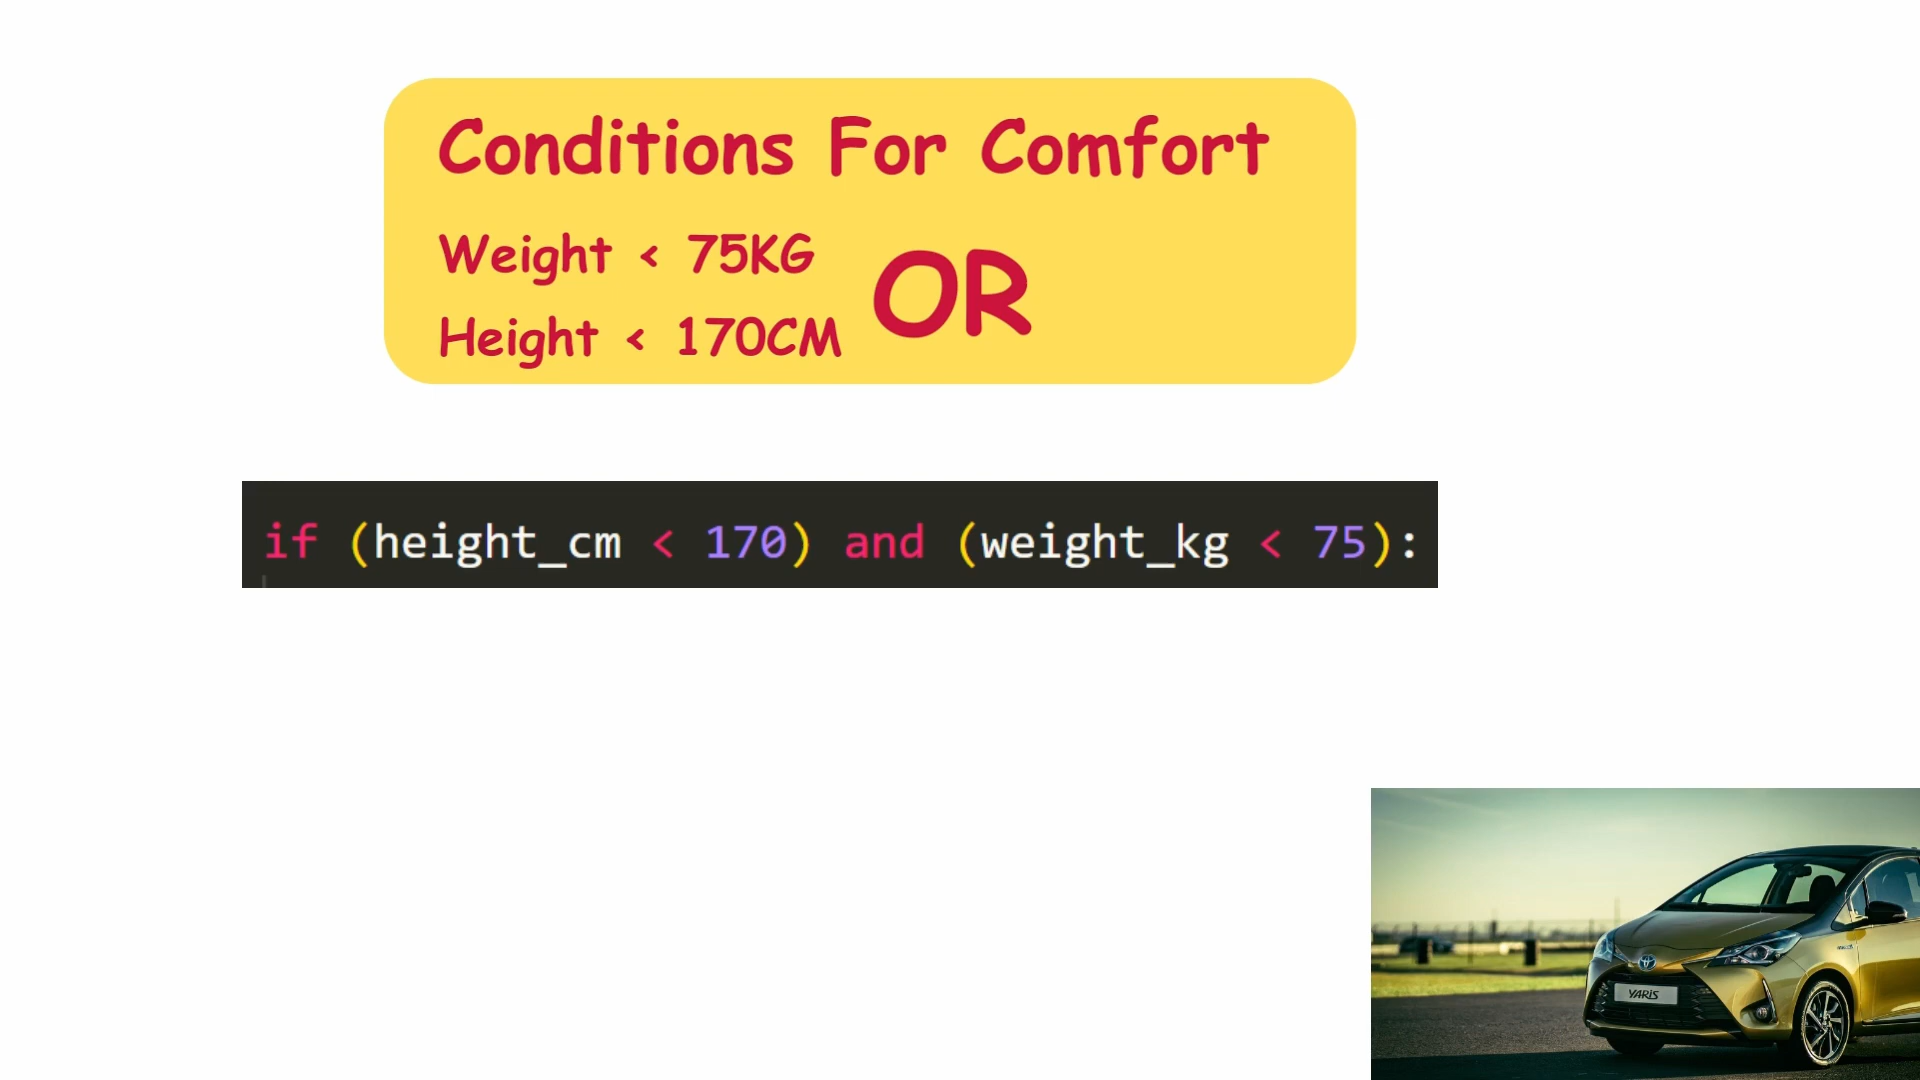 Conditions For Comfort
Weight < 75KG
Height < 170CM
OR
if (height_cm < 170) and (weight_kg < 75):
YARIS